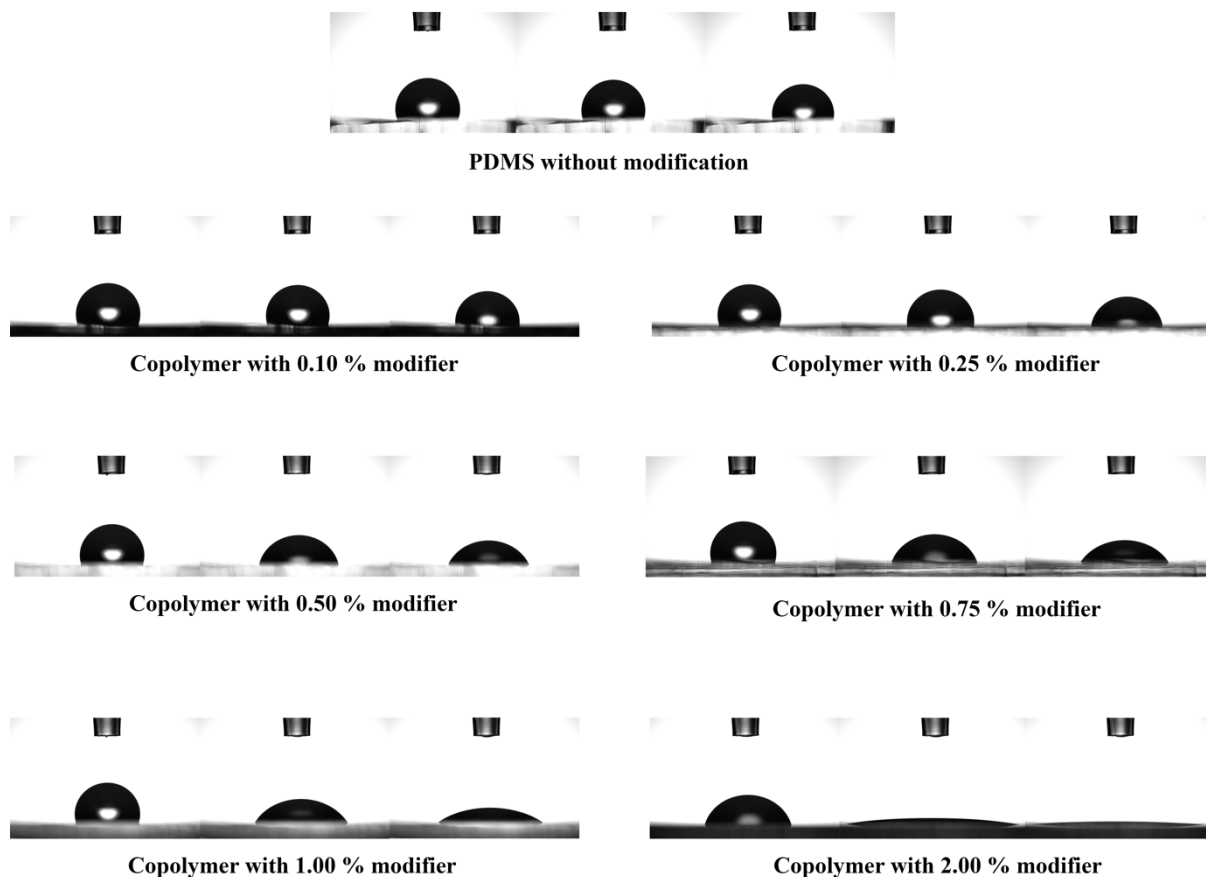 PDMS without modification
Copolymer with 0.10 % modifier
Copolymer with 0.25 % modifier
Copolymer with 0.50 % modifier
Copolymer with 0.75 % modifier
Copolymer with 1.00 % modifier
Copolymer with 2.00 % modifier